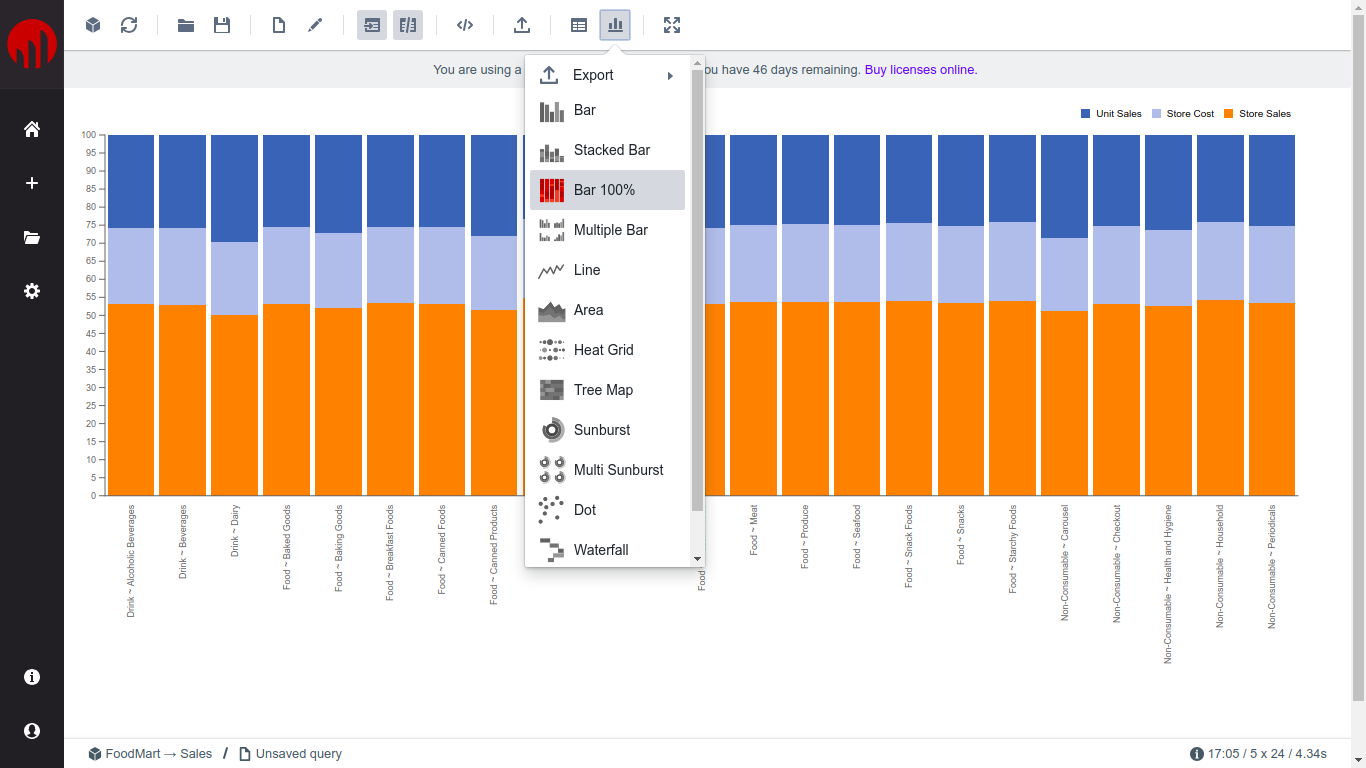 You are using a
ou have 46 days remaining. Buy licenses online.
Export
Bar
Stacked Bar
Bar 100%
Multiple Bar
Line
Area
Heat Grid
Tree Map
Sunburst
Multi Sunburst
Dot
Waterfall
Unit Sales
Store Cost
Store Sales
100
95
90
85
80
75
70
65
60
55
50
45
40
35
30
25
20
15
10
5
0
Drink ~ Alcoholic Beverages
Drink ~ Beverages
Drink ~ Dairy
Food ~ Baked Goods
Food ~ Baking Goods
Food ~ Breakfast Foods
Food ~ Canned Foods
Food ~ Canned Products
Food
Food ~ Meat
Food ~ Produce
Food ~ Seafood
Food ~ Snack Foods
Food ~ Snacks
Food ~ Starchy Foods
Non-Consumable ~ Carousel
Non-Consumable ~ Checkout
Non-Consumable ~ Health and Hygiene
Non-Consumable ~ Household
Non-Consumable ~ Periodicals
FoodMart → Sales / Unsaved query
17:05 / 5 x 24 / 4.34s